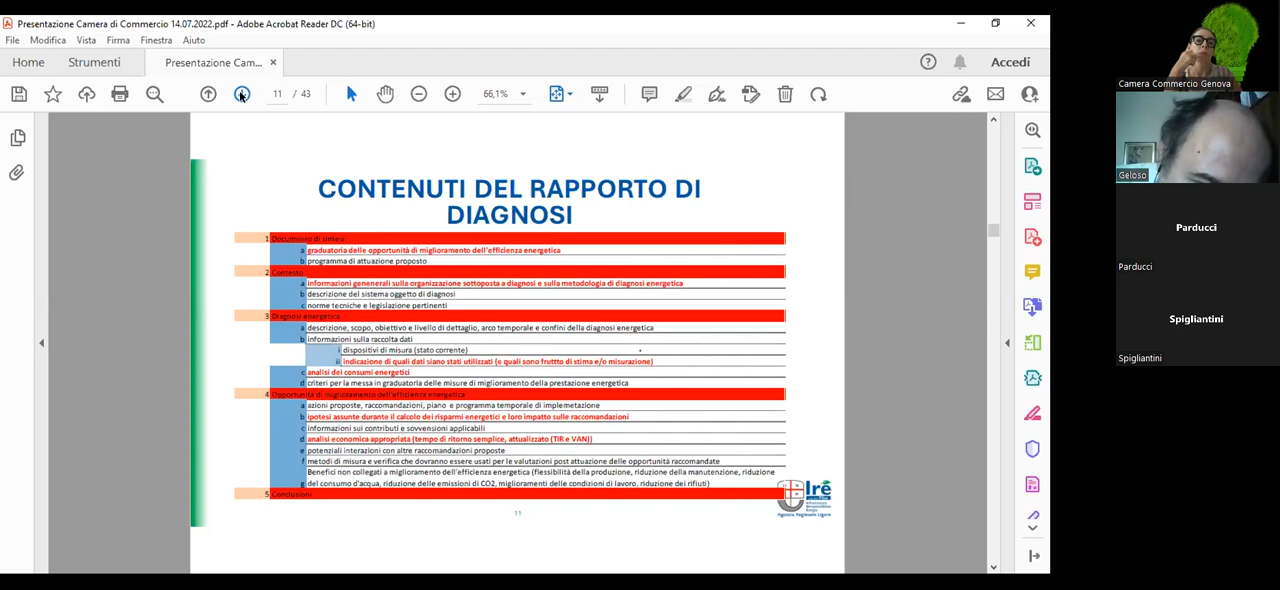 Presentazione Camera di Commercio 14.07.2022.pdf - Adobe Acrobat Reader DC (64-bit)
File Modifica Vista Firma Finestra Aiuto
Home Strumenti Presentazione Cam... × Accedi
11 / 43 66,1%
CONTENUTI DEL RAPPORTO DI
DIAGNOSI
1 Documento di sintesi
a graduatoria delle opportunità di miglioramento dell'efficienza energetica
b programma di attuazione proposto
2 Contesto
a informazioni genenerali sulla organizzazione sottoposta a diagnosi e sulla metodologia di diagnosi energetica
b descrizione del sistema oggetto di diagnosi
c norme tecniche e legislazione pertinenti
3 Diagnosi energetica
a descrizione, scopo, obiettivo e livello di dettaglio, arco temporale e confini della diagnosi energetica
b informazioni sulla raccolta dati
i dispositivi di misura (stato corrente)
ii indicazione di quali dati siano stati utilizzati (e quali sono fruttto di stima e/o misurazione)
c analisi dei consumi energetici
d criteri per la messa in graduatoria delle misure di miglioramento della prestazione energetica
4 Opportunità di miglioramento dell'efficienza energetica
a azioni proposte, raccomandazioni, piano e programma temporale di implemetazione
b ipotesi assunte durante il calcolo dei risparmi energetici e loro impatto sulle raccomandazioni
c informazioni sui contributi e sovvensioni applicabili
d analisi economica appropriata (tempo di ritorno semplice, attualizzato (TIR e VAN))
e potenziali interazioni con altre raccomandazioni proposte
f metodi di misura e verifica che dovranno essere usati per le valutazioni post attuazione delle opportunità raccomandate
Benefici non collegati a miglioramento dell'efficienza energetica (flessibilità della produzione, riduzione della manutenzione, riduzione
g del consumo d'acqua, riduzione delle emissioni di CO2, miglioramenti delle condizioni di lavoro, riduzione dei rifiuti)
5 Conclusioni
Irē
Agenzia Regionale Ligure
11
Camera Commercio Genova
Geloso
Parducci
Parducci
Spigliantini
Spigliantini